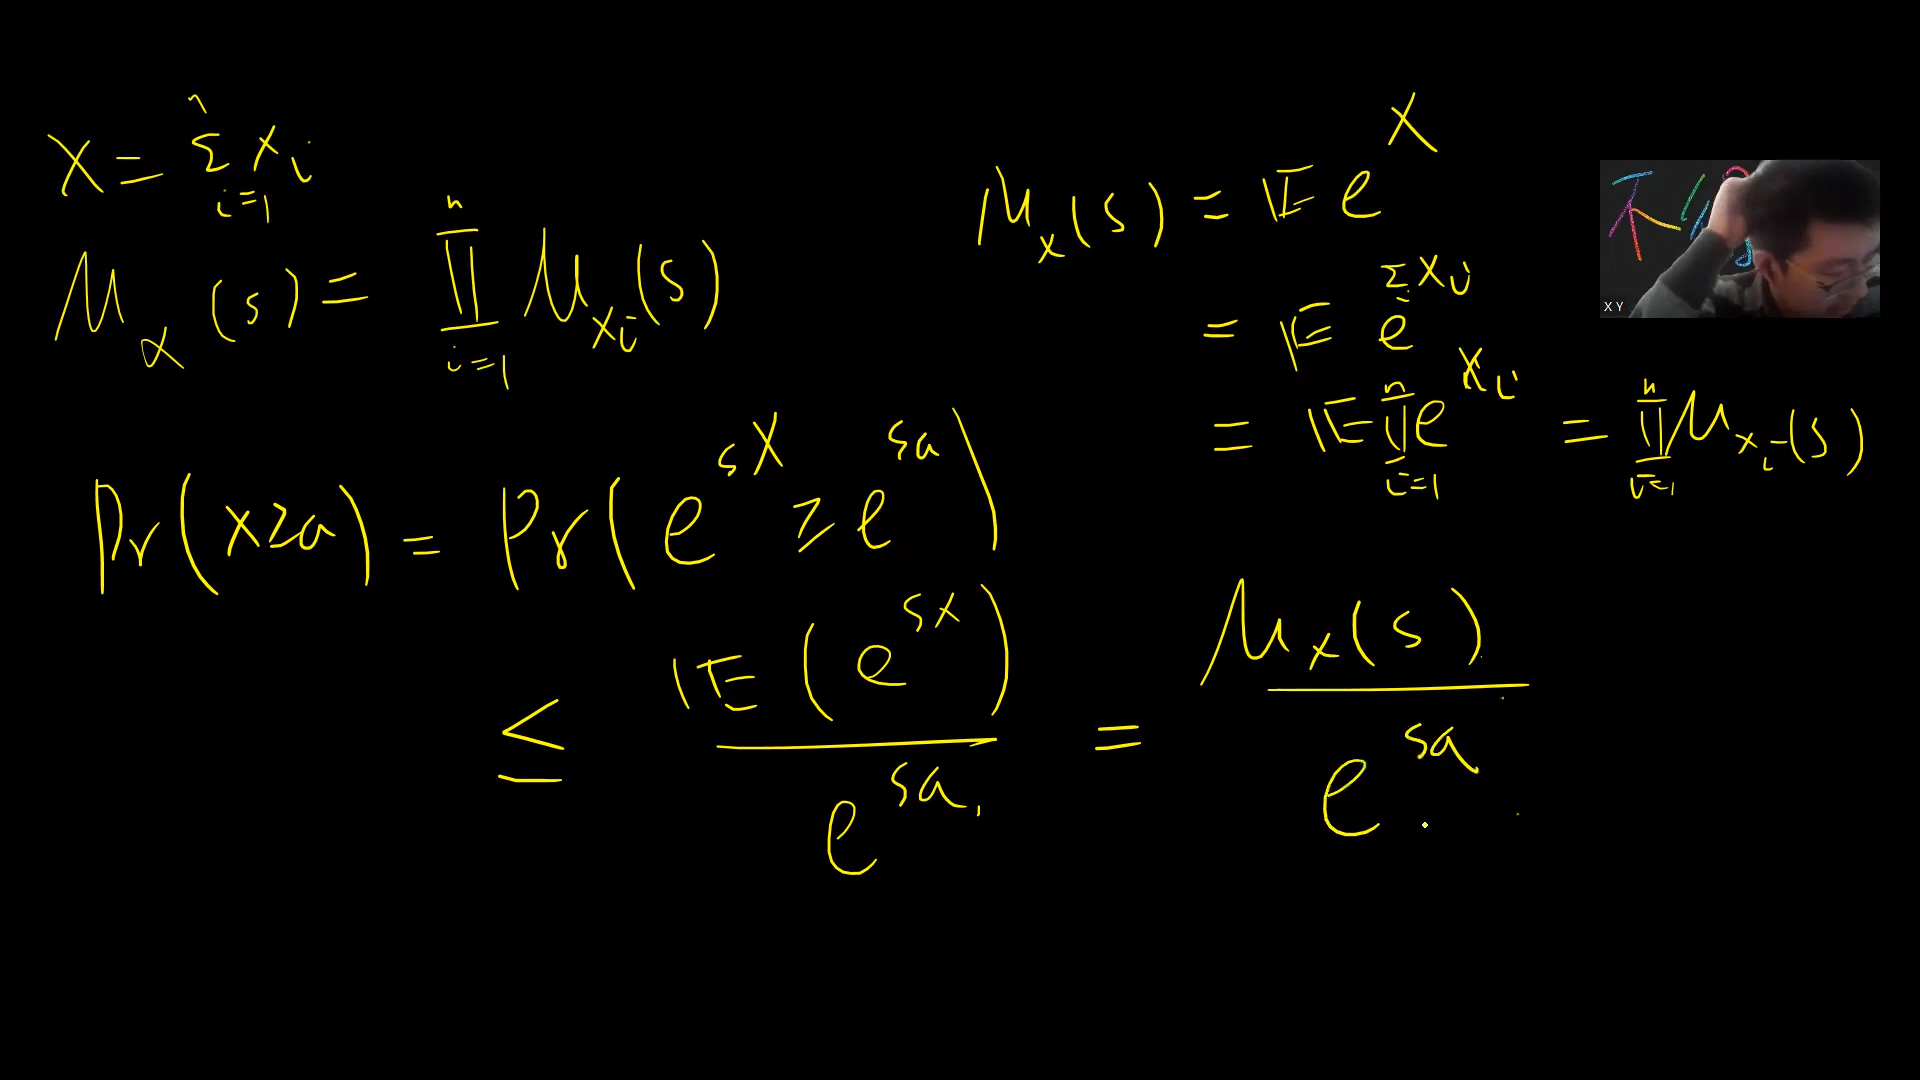 X = Σ_{i=1}^{n} X_i
M_X (s) = ∏_{i=1}^{n} M_{X_i}(s)
Pr(X≥a) = Pr( e^{sX} ≥ e^{sa} )
≤ 𝔼( e^{sX} ) / e^{sa} = M_X(s) / e^{sa}
M_X(s) = 𝔼 e^X
= 𝔼 e^{ΣX_i}
= 𝔼 ∏_{i=1}^{n} e^{X_i} = ∏_{i=1}^{n} M_{X_i}(s)
X Y